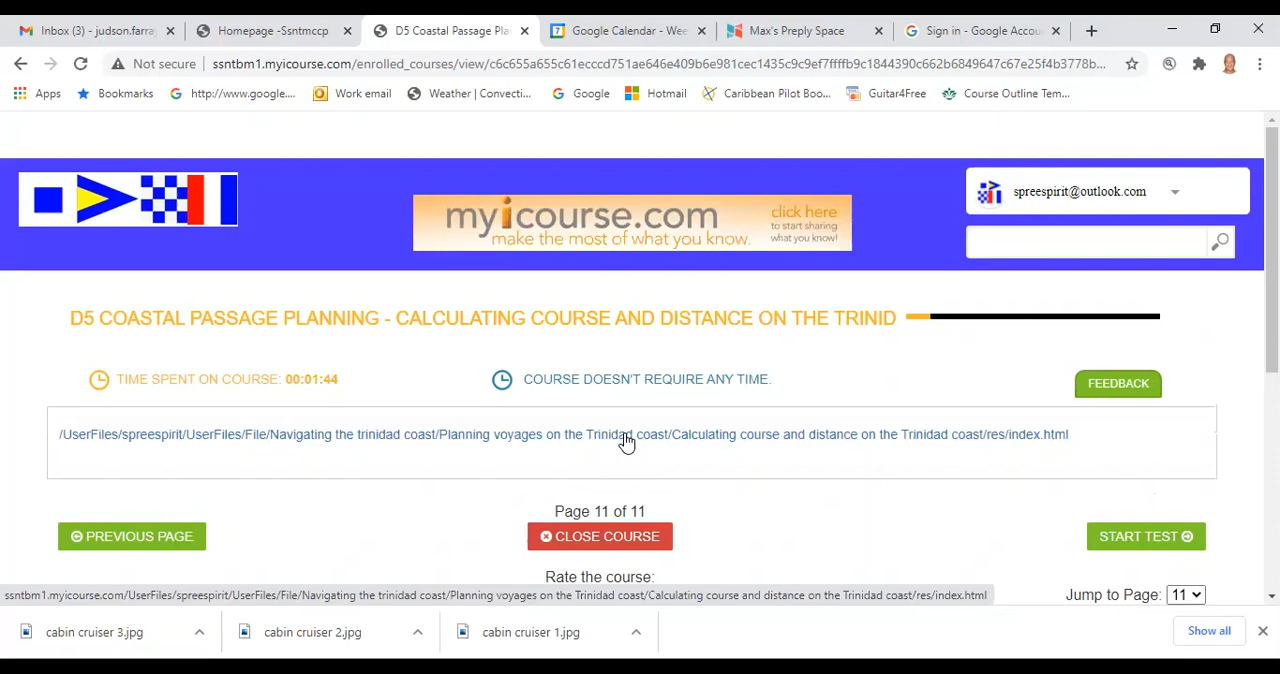 Inbox (3) - judson.farra
Homepage -Ssntmccp
D5 Coastal Passage Pla
7 Google Calendar - Wee
Max's Preply Space
Sign in - Google Accou
Not secure ssntbm1.myicourse.com/enrolled_courses/view/c6c655a655c61ecccd751ae646e409b6e981cec1435c9c9ef7ffffb9c1844390c662b6849647c67e25f4b3778b...
Apps
Bookmarks
http://www.google....
Work email
Weather | Convecti...
Google
Hotmail
Caribbean Pilot Boo...
Guitar4Free
Course Outline Tem...
myicourse.com
make the most of what you know.
click here
to start sharing
what you know!
spreespirit@outlook.com
D5 COASTAL PASSAGE PLANNING - CALCULATING COURSE AND DISTANCE ON THE TRINID
TIME SPENT ON COURSE: 00:01:44
COURSE DOESN'T REQUIRE ANY TIME.
FEEDBACK
/UserFiles/spreespirit/UserFiles/File/Navigating the trinidad coast/Planning voyages on the Trinidad coast/Calculating course and distance on the Trinidad coast/res/index.html
Page 11 of 11
PREVIOUS PAGE
CLOSE COURSE
START TEST
Rate the course:
ssntbm1.myicourse.com/UserFiles/spreespirit/UserFiles/File/Navigating the trinidad coast/Planning voyages on the Trinidad coast/Calculating course and distance on the Trinidad coast/res/index.html
Jump to Page: 11
cabin cruiser 3.jpg
cabin cruiser 2.jpg
cabin cruiser 1.jpg
Show all